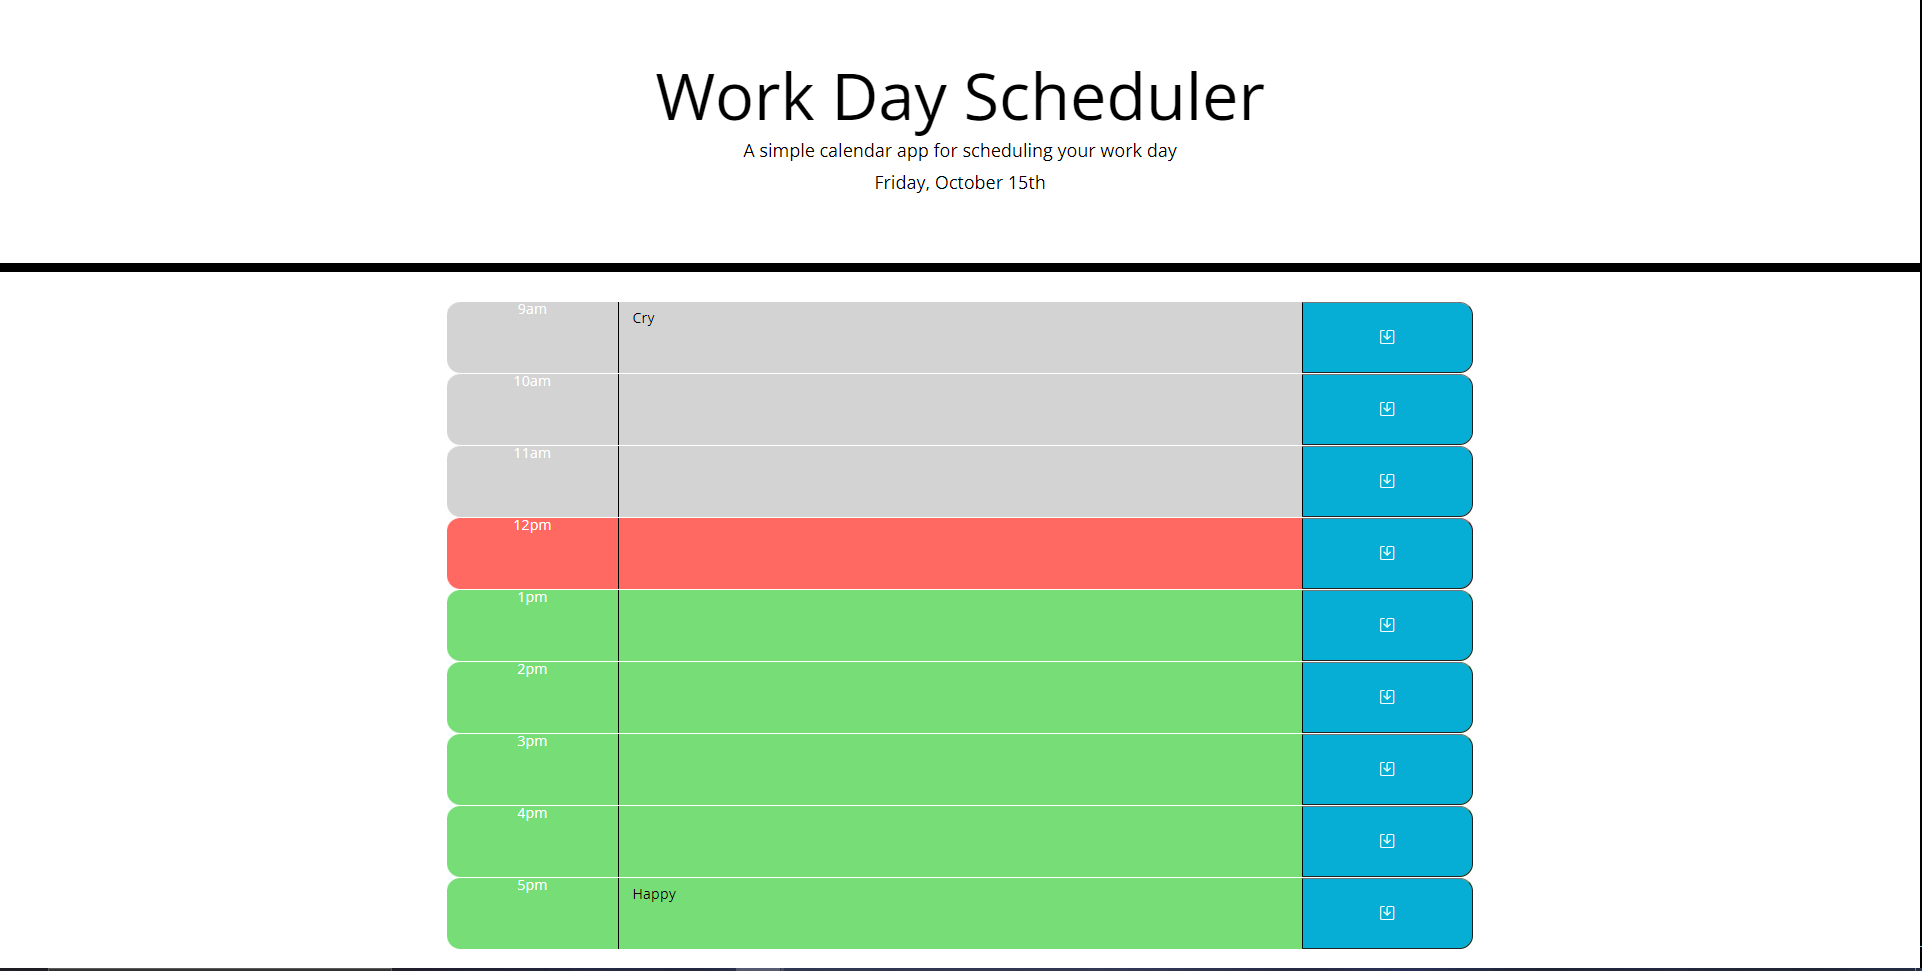 Work Day Scheduler
A simple calendar app for scheduling your work day
Friday, October 15th
9am
Cry
10am
11am
12pm
1pm
2pm
3pm
4pm
5pm
Happy